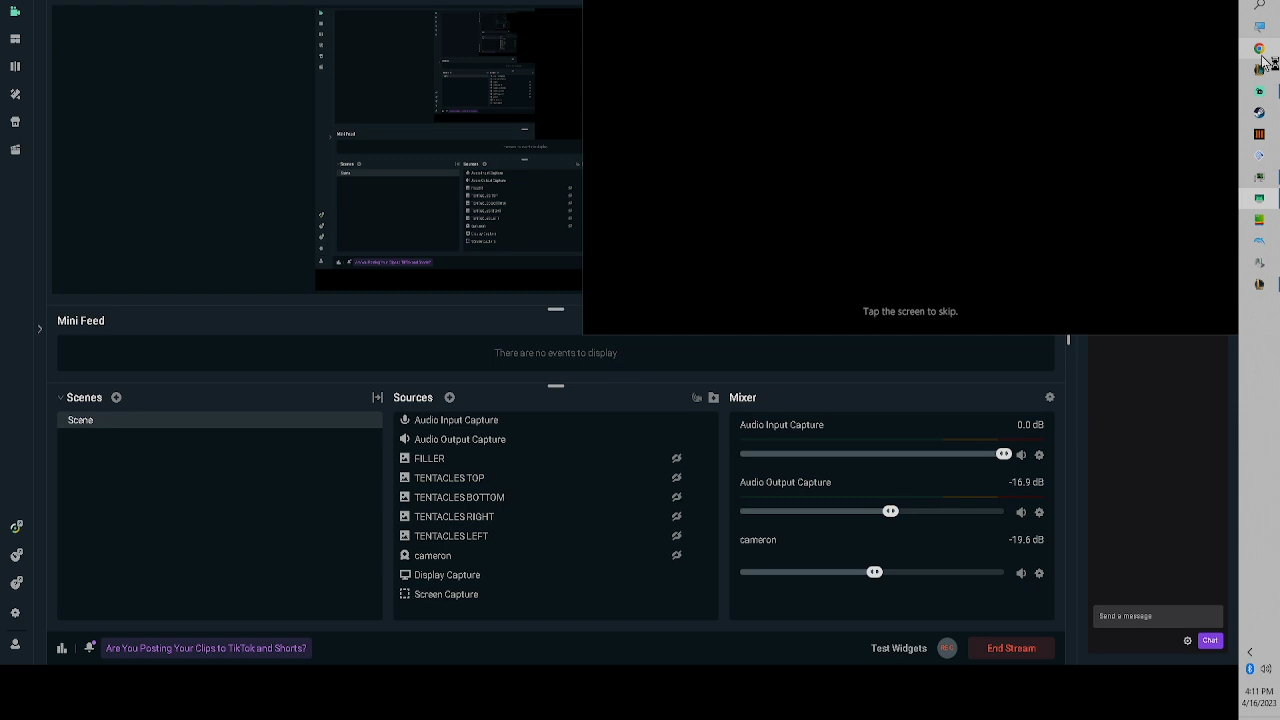 Mini Feed
Scenes
Sources
Tap the screen to skip.
Mini Feed
There are no events to display
Scenes
Scene
Sources
Audio Input Capture
Audio Output Capture
FILLER
TENTACLES TOP
TENTACLES BOTTOM
TENTACLES RIGHT
TENTACLES LEFT
cameron
Display Capture
Screen Capture
Mixer
Audio Input Capture 0.0 dB
Audio Output Capture -16.9 dB
cameron -19.6 dB
Send a message
Chat
Are You Posting Your Clips to TikTok and Shorts?
Test Widgets REC End Stream
4:11 PM
4/16/2023